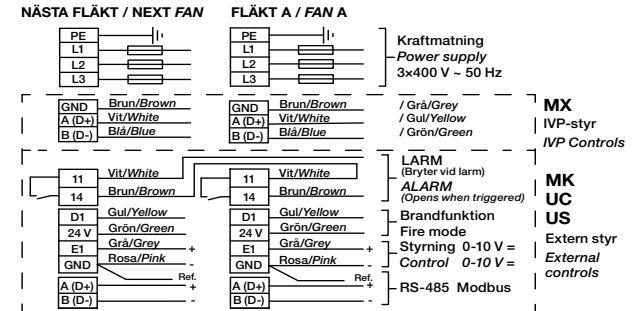 NÄSTA FLÄKT / NEXT FAN
FLÄKT A / FAN A
PE
L1
L2
L3
PE
L1
L2
L3
Kraftmatning
Power supply
3×400 V ~ 50 Hz
GND Brun/Brown
A (D+) Vit/White
B (D-) Blå/Blue
GND Brun/Brown / Grå/Grey
A (D+) Vit/White / Gul/Yellow
B (D-) Blå/Blue / Grön/Green
MX
IVP-styr
IVP Controls
11 Vit/White
14 Brun/Brown
11 Vit/White
14 Brun/Brown
LARM
(Bryter vid larm)
ALARM
(Opens when triggered)
D1 Gul/Yellow
24 V Grön/Green
E1 Grå/Grey +
GND Rosa/Pink -
Ref.
A (D+) +
B (D-) -
D1 Gul/Yellow
24 V Grön/Green
E1 Grå/Grey +
GND Rosa/Pink -
Ref.
A (D+) +
B (D-) -
Brandfunktion
Fire mode
Styrning 0-10 V =
Control 0-10 V =
RS-485 Modbus
MK
UC
US
Extern styr
External
controls